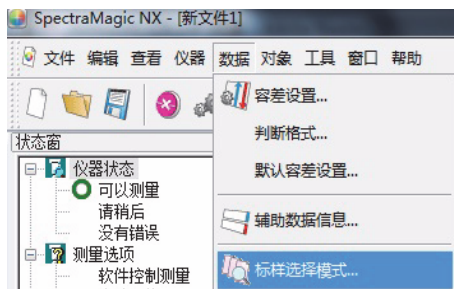 SpectraMagic NX - [新文件1]
文件 编辑 查看 仪器 数据 对象 工具 窗口 帮助
容差设置...
判断格式...
默认容差设置...
辅助数据信息...
标样选择模式...
状态窗
仪器状态
可以测量
请稍后
没有错误
测量选项
软件控制测量